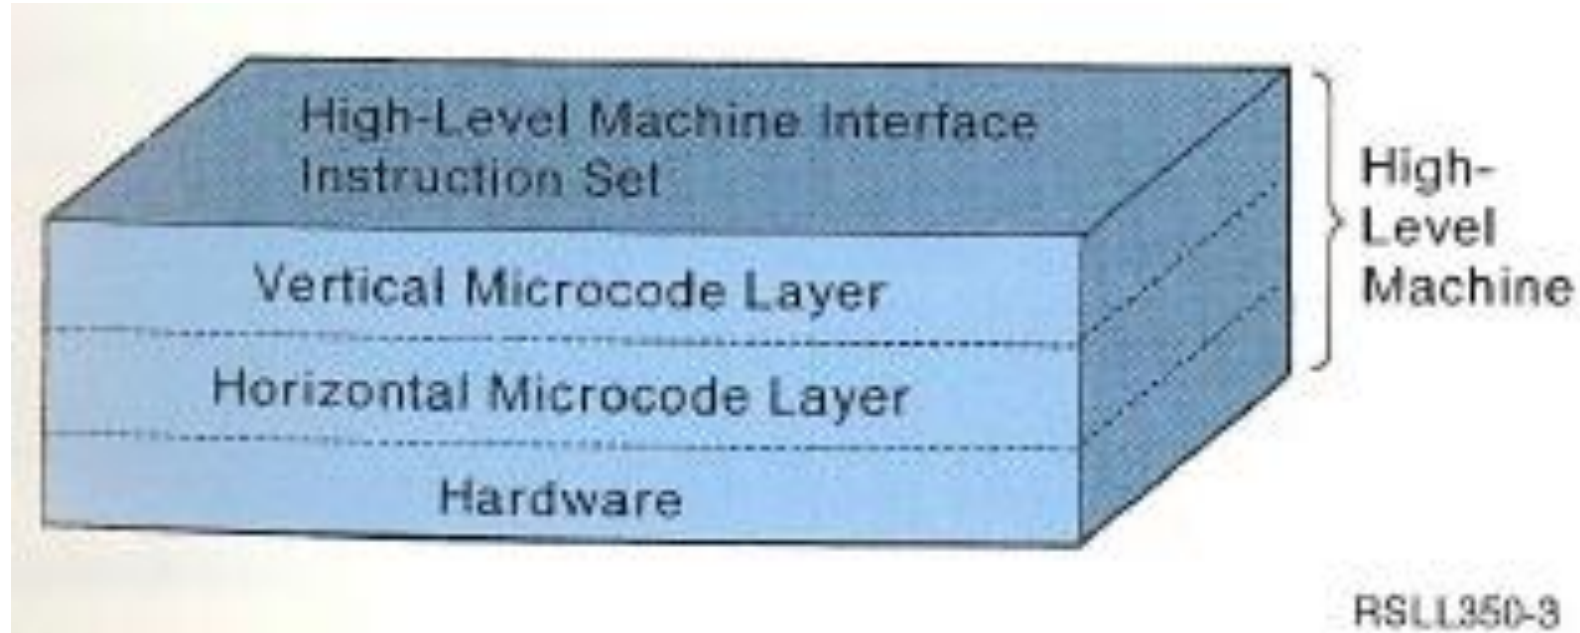 High-Level Machine Interface
Instruction Set
Vertical Microcode Layer
Horizontal Microcode Layer
Hardware
High-
Level
Machine
RSLL350-3